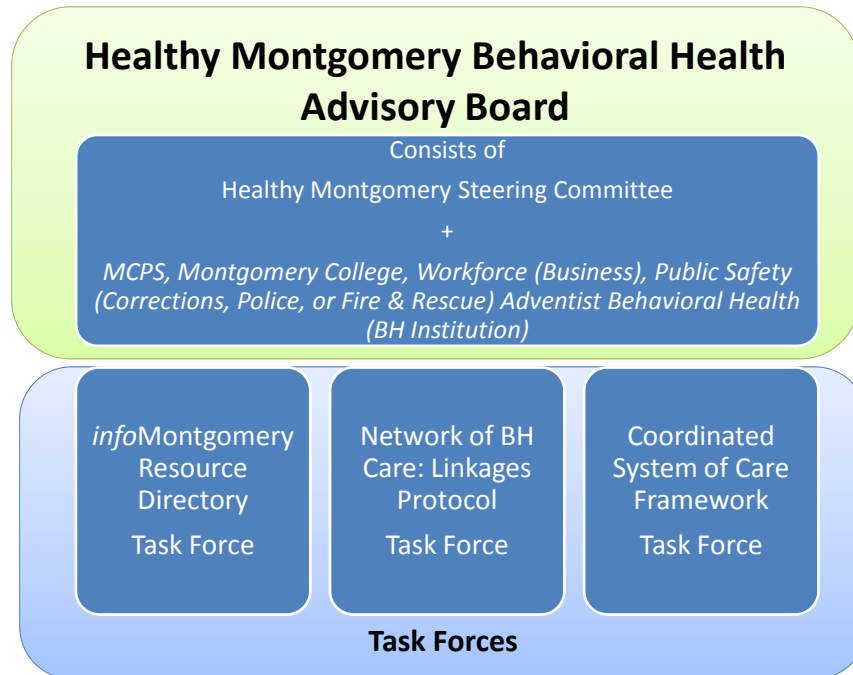 Healthy Montgomery Behavioral Health
Advisory Board
Consists of
Healthy Montgomery Steering Committee
+
MCPS, Montgomery College, Workforce (Business), Public Safety
(Corrections, Police, or Fire & Rescue) Adventist Behavioral Health
(BH Institution)
infoMontgomery
Resource
Directory
Task Force
Network of BH
Care: Linkages
Protocol
Task Force
Coordinated
System of Care
Framework
Task Force
Task Forces